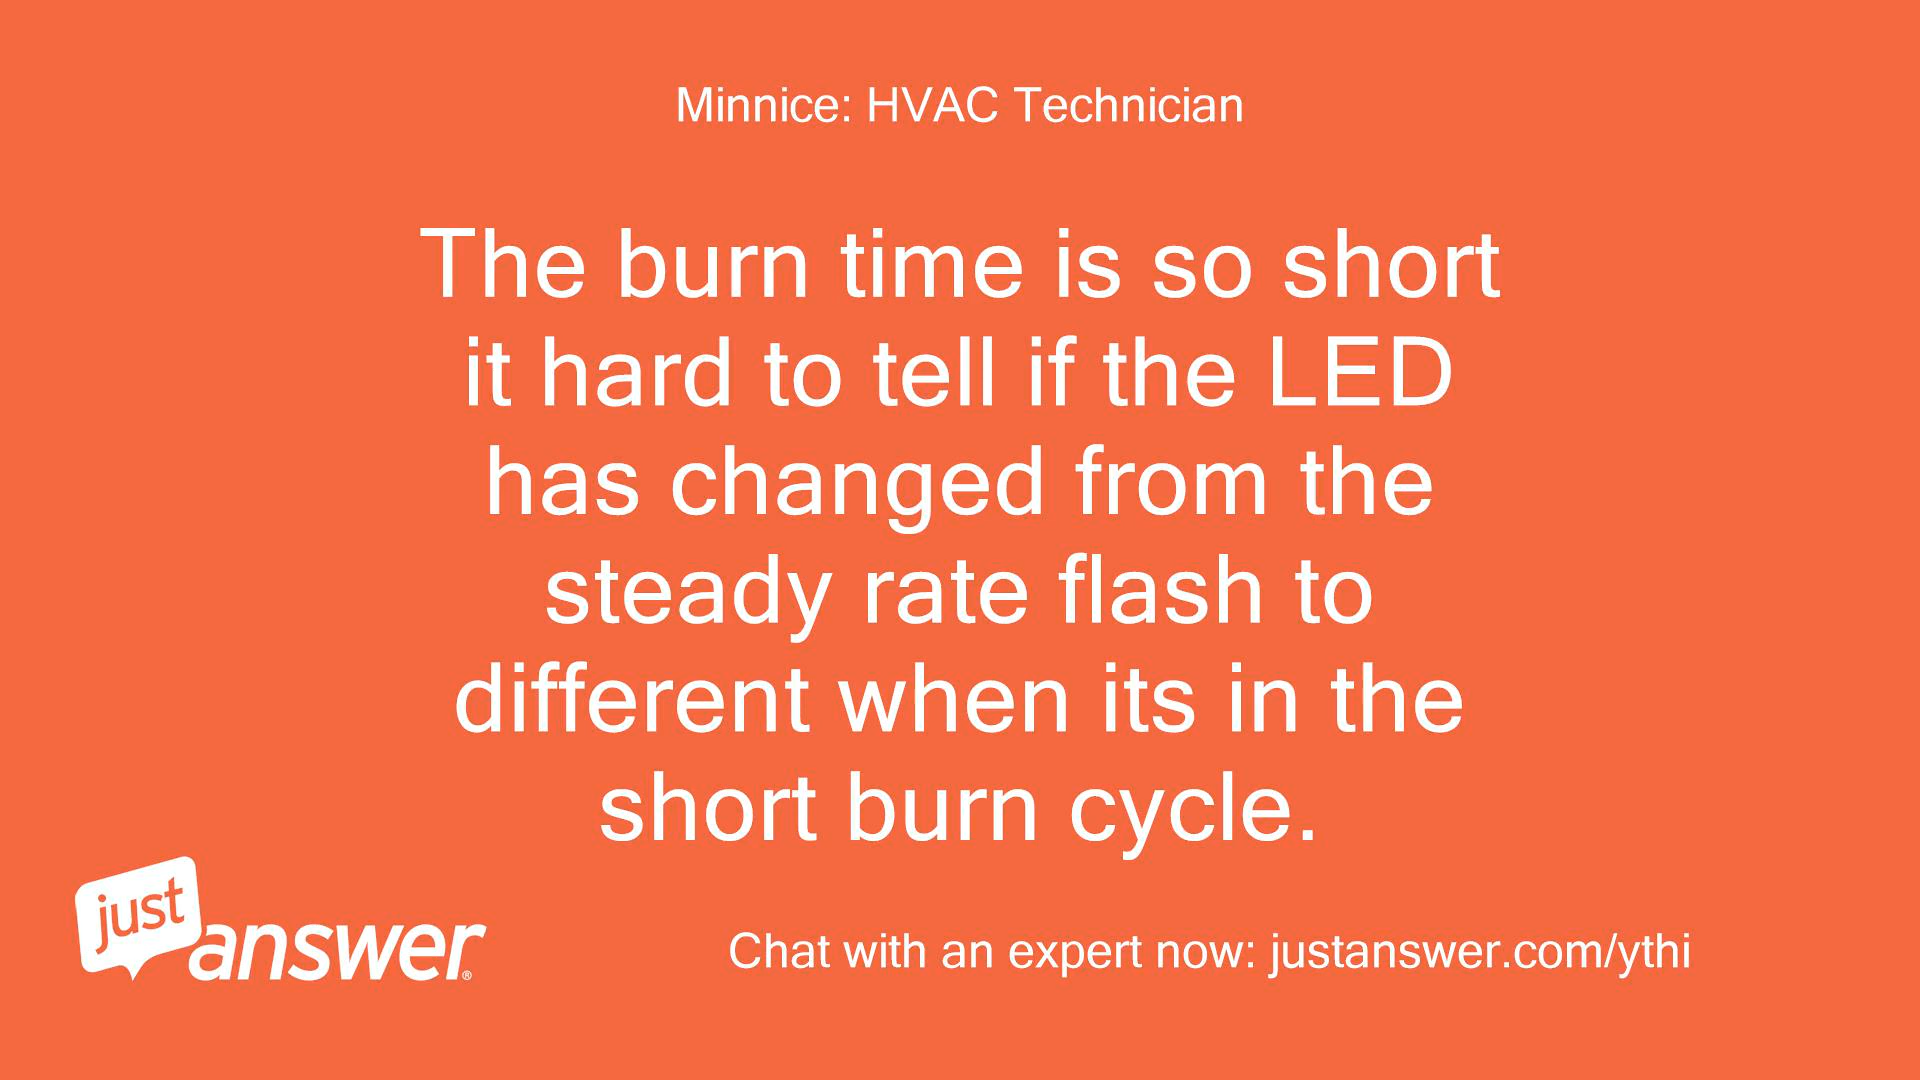 Minnice: HVAC Technician
The burn time is so short
it hard to tell if the LED
has changed from the
steady rate flash to
different when its in the
short burn cycle.
just
answer®
Chat with an expert now: justanswer.com/ythi